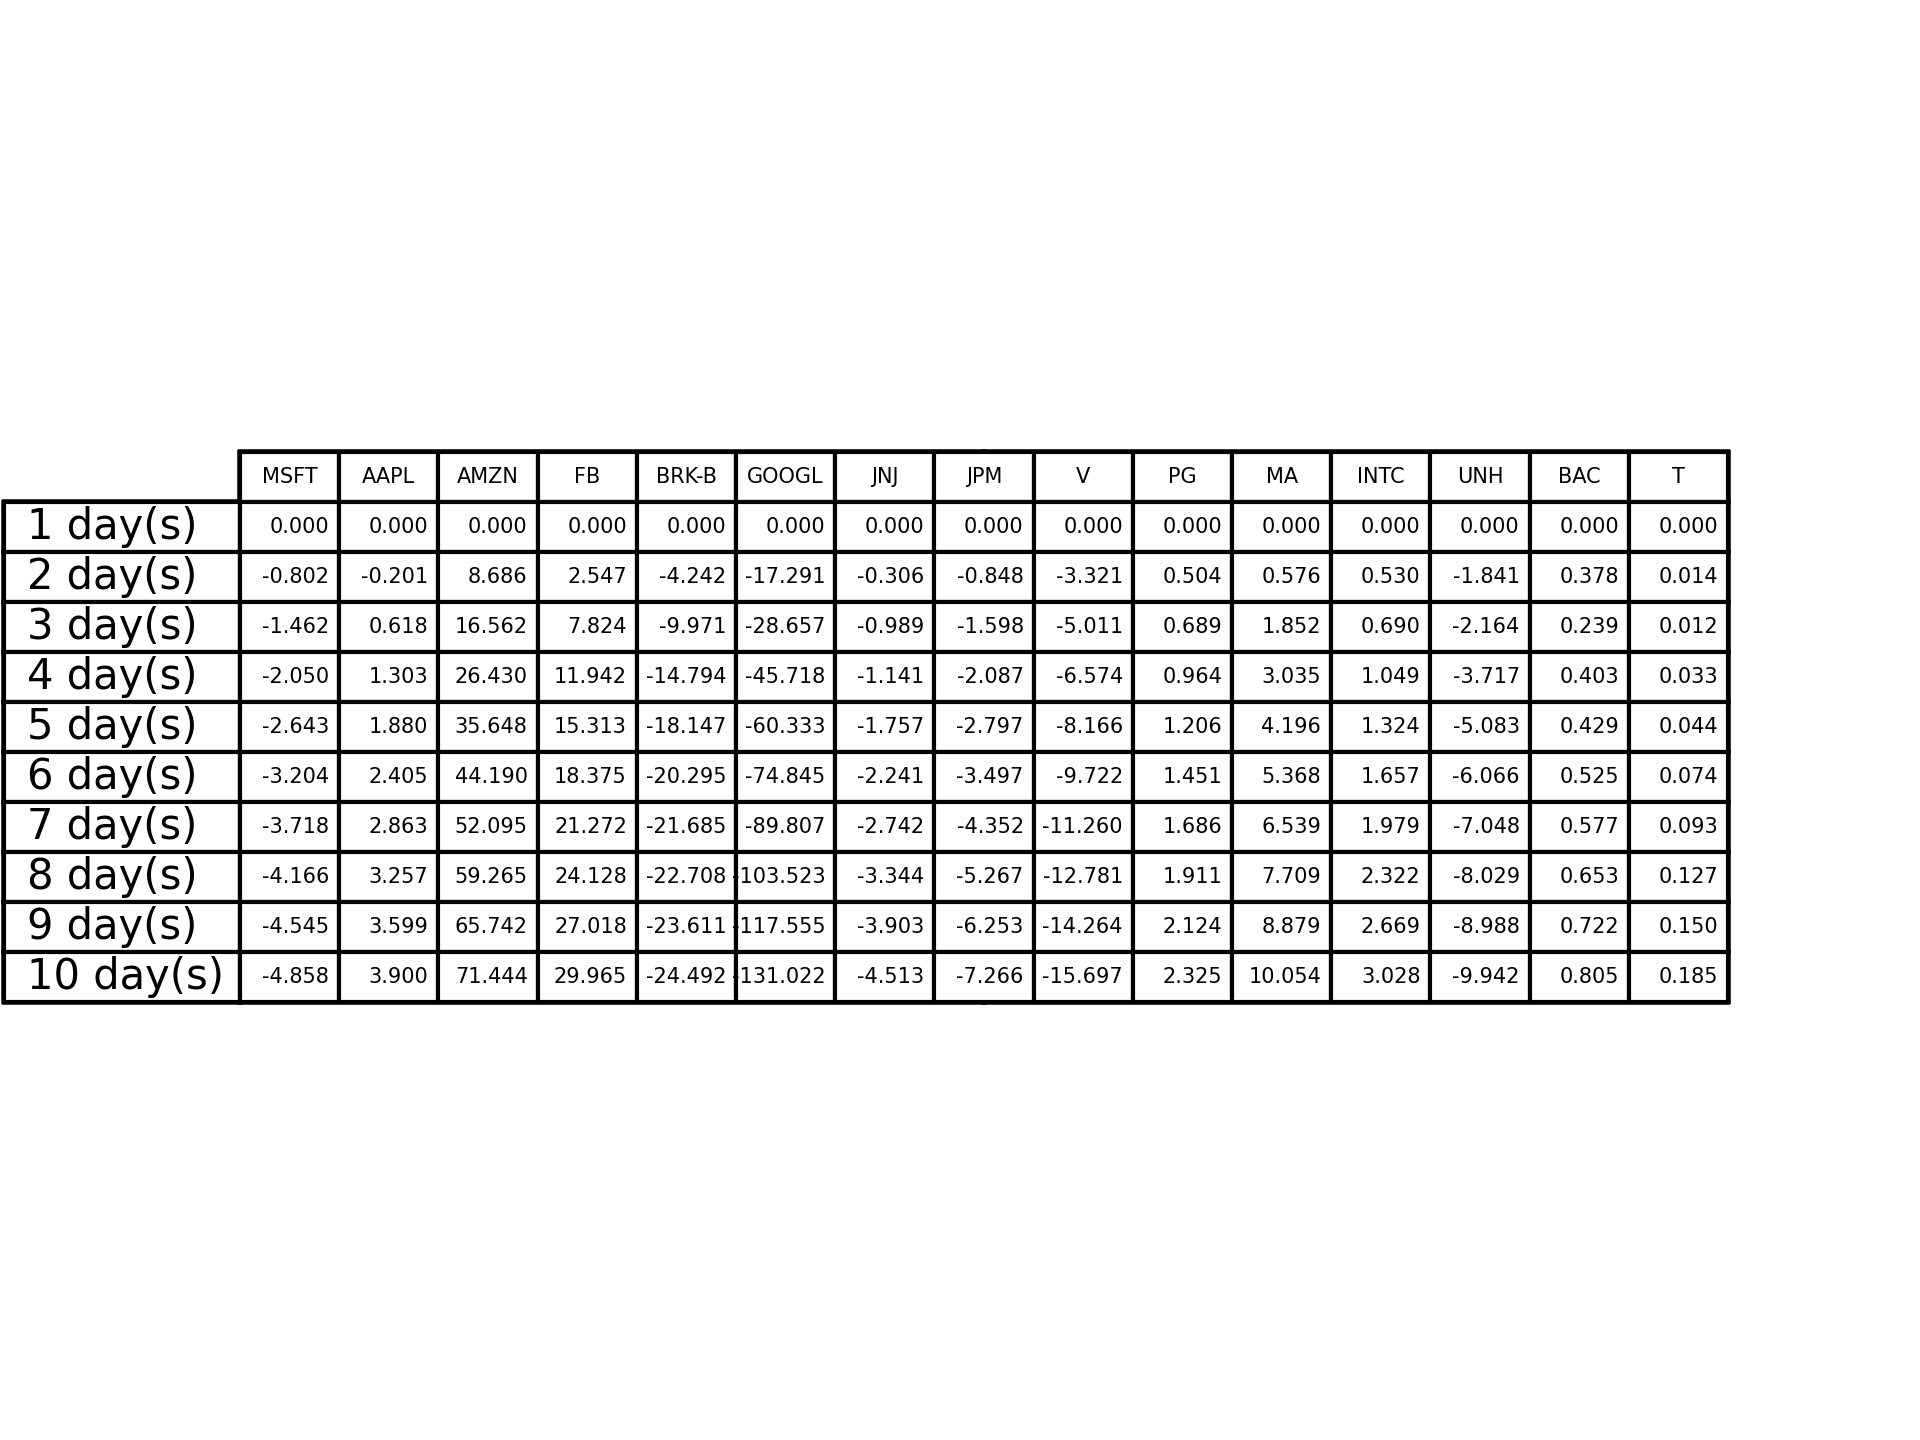 MSFT AAPL AMZN FB BRK-B GOOGL JNJ JPM V PG MA INTC UNH BAC T
1 day(s) 0.000 0.000 0.000 0.000 0.000 0.000 0.000 0.000 0.000 0.000 0.000 0.000 0.000 0.000 0.000
2 day(s) -0.802 -0.201 8.686 2.547 -4.242 -17.291 -0.306 -0.848 -3.321 0.504 0.576 0.530 -1.841 0.378 0.014
3 day(s) -1.462 0.618 16.562 7.824 -9.971 -28.657 -0.989 -1.598 -5.011 0.689 1.852 0.690 -2.164 0.239 0.012
4 day(s) -2.050 1.303 26.430 11.942 -14.794 -45.718 -1.141 -2.087 -6.574 0.964 3.035 1.049 -3.717 0.403 0.033
5 day(s) -2.643 1.880 35.648 15.313 -18.147 -60.333 -1.757 -2.797 -8.166 1.206 4.196 1.324 -5.083 0.429 0.044
6 day(s) -3.204 2.405 44.190 18.375 -20.295 -74.845 -2.241 -3.497 -9.722 1.451 5.368 1.657 -6.066 0.525 0.074
7 day(s) -3.718 2.863 52.095 21.272 -21.685 -89.807 -2.742 -4.352 -11.260 1.686 6.539 1.979 -7.048 0.577 0.093
8 day(s) -4.166 3.257 59.265 24.128 -22.708 -103.523 -3.344 -5.267 -12.781 1.911 7.709 2.322 -8.029 0.653 0.127
9 day(s) -4.545 3.599 65.742 27.018 -23.611 -117.555 -3.903 -6.253 -14.264 2.124 8.879 2.669 -8.988 0.722 0.150
10 day(s) -4.858 3.900 71.444 29.965 -24.492 -131.022 -4.513 -7.266 -15.697 2.325 10.054 3.028 -9.942 0.805 0.185